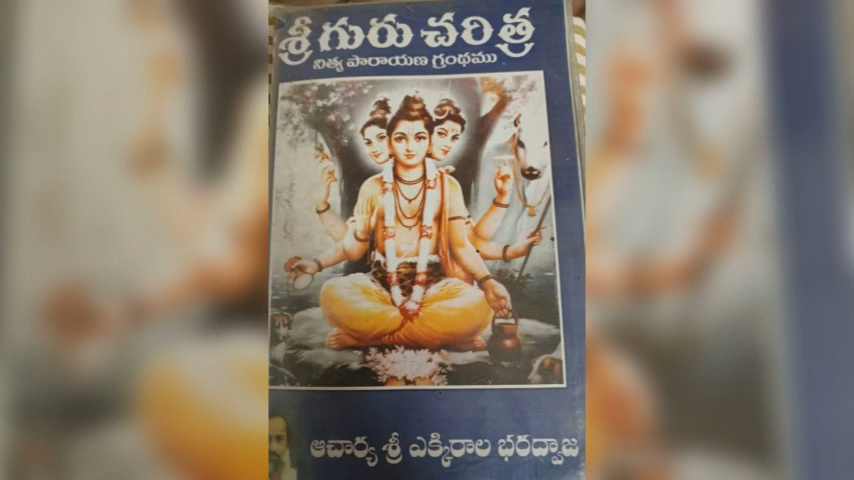 శ్రీ గురు చరిత్ర
నిత్య పారాయణ గ్రంథము
ఆచార్య శ్రీ ఎక్కిరాల భరద్వాజ